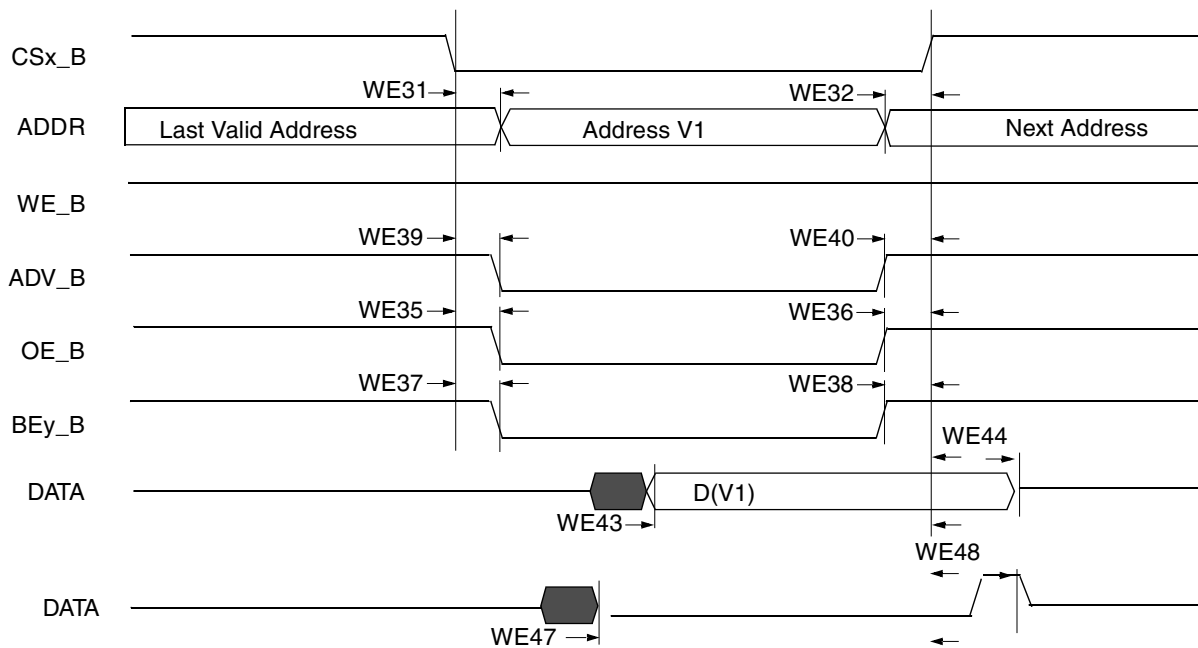 CSx_B
WE31
WE32
ADDR
Last Valid Address
Address V1
Next Address
WE_B
WE39
WE40
ADV_B
WE35
WE36
OE_B
WE37
WE38
BEy_B
WE44
DATA
D(V1)
WE43
WE48
DATA
WE47